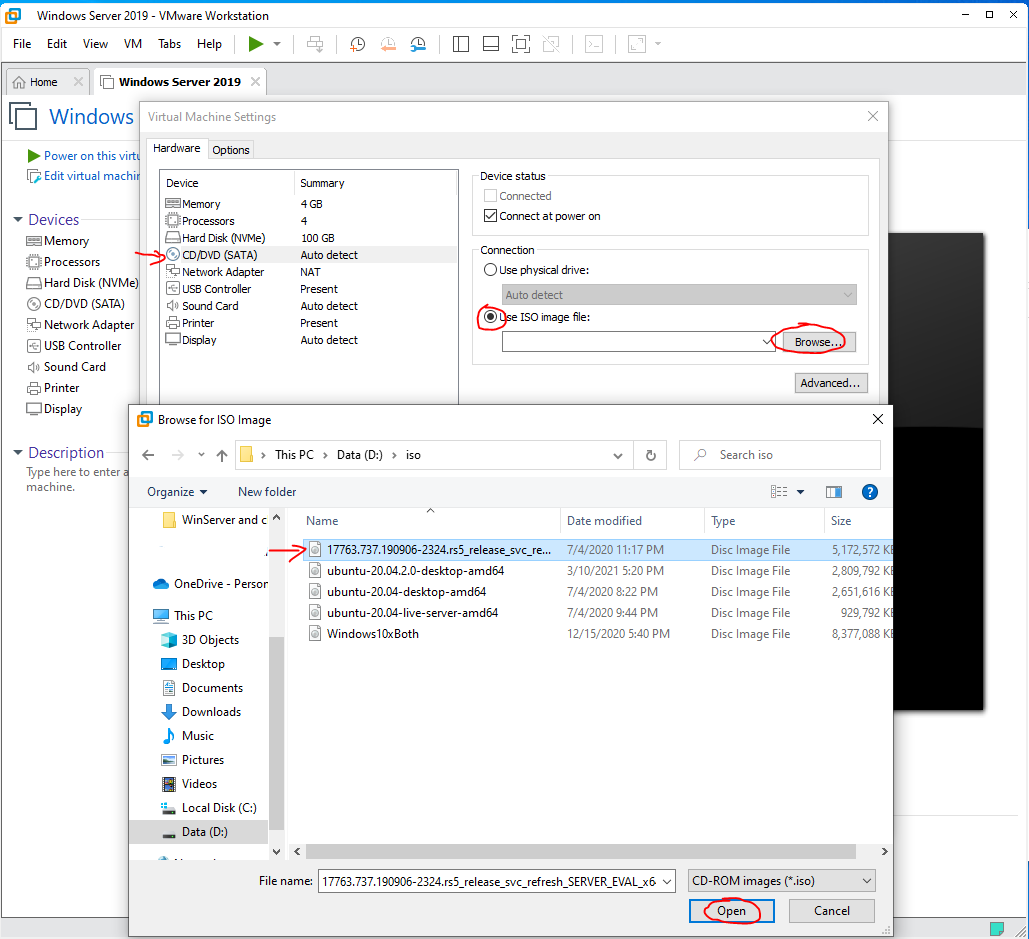 Windows Server 2019 - VMware Workstation
File Edit View VM Tabs Help
Home Windows Server 2019
Windows
Power on this virtu
Edit virtual machin
Devices
Memory
Processors
Hard Disk (NVMe)
CD/DVD (SATA)
Network Adapter
USB Controller
Sound Card
Printer
Display
Description
Type here to enter a
machine.
Virtual Machine Settings
Hardware Options
Device Summary
Memory 4 GB
Processors 4
Hard Disk (NVMe) 100 GB
CD/DVD (SATA) Auto detect
Network Adapter NAT
USB Controller Present
Sound Card Auto detect
Printer Present
Display Auto detect
Device status
Connected
Connect at power on
Connection
Use physical drive:
Auto detect
Use ISO image file:
Browse...
Advanced...
Browse for ISO Image
This PC › Data (D:) › iso
Search iso
Organize New folder
WinServer and c
OneDrive - Person
This PC
3D Objects
Desktop
Documents
Downloads
Music
Pictures
Videos
Local Disk (C:)
Data (D:)
Name Date modified Type Size
17763.737.190906-2324.rs5_release_svc_re... 7/4/2020 11:17 PM Disc Image File 5,172,572 KB
ubuntu-20.04.2.0-desktop-amd64 3/10/2021 5:20 PM Disc Image File 2,809,792 KB
ubuntu-20.04-desktop-amd64 7/4/2020 8:22 PM Disc Image File 2,651,616 KB
ubuntu-20.04-live-server-amd64 7/4/2020 9:44 PM Disc Image File 929,792 KB
Windows10xBoth 12/15/2020 5:40 PM Disc Image File 8,377,088 KB
File name: 17763.737.190906-2324.rs5_release_svc_refresh_SERVER_EVAL_x6 CD-ROM images (*.iso)
Open Cancel